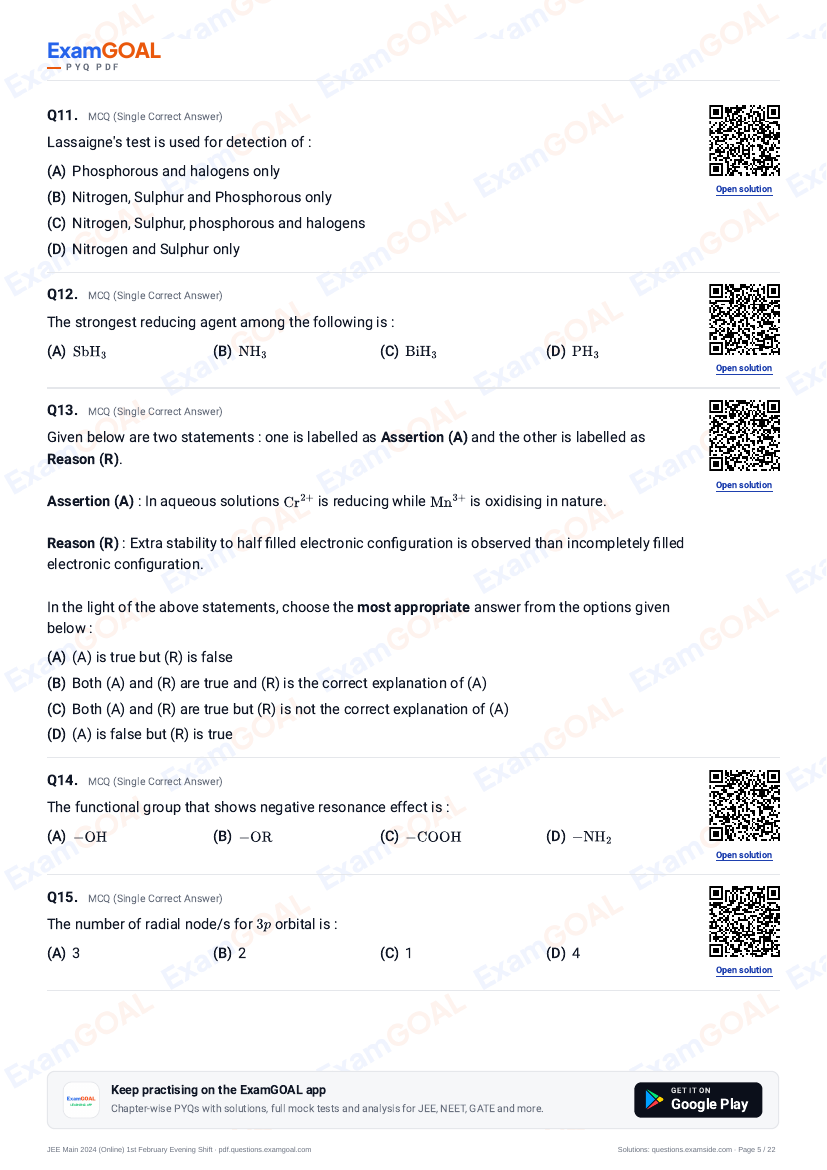 ExamGOAL
PYQ PDF
Q11. MCQ (Single Correct Answer)
Lassaigne's test is used for detection of :
(A) Phosphorous and halogens only
(B) Nitrogen, Sulphur and Phosphorous only
(C) Nitrogen, Sulphur, phosphorous and halogens
(D) Nitrogen and Sulphur only
Open solution
Q12. MCQ (Single Correct Answer)
The strongest reducing agent among the following is :
(A) SbH₃ (B) NH₃ (C) BiH₃ (D) PH₃
Open solution
Q13. MCQ (Single Correct Answer)
Given below are two statements : one is labelled as Assertion (A) and the other is labelled as
Reason (R).
Open solution
Assertion (A) : In aqueous solutions Cr²⁺ is reducing while Mn³⁺ is oxidising in nature.
Reason (R) : Extra stability to half filled electronic configuration is observed than incompletely filled
electronic configuration.
In the light of the above statements, choose the most appropriate answer from the options given
below :
(A) (A) is true but (R) is false
(B) Both (A) and (R) are true and (R) is the correct explanation of (A)
(C) Both (A) and (R) are true but (R) is not the correct explanation of (A)
(D) (A) is false but (R) is true
Q14. MCQ (Single Correct Answer)
The functional group that shows negative resonance effect is :
(A) −OH (B) −OR (C) −COOH (D) −NH₂
Open solution
Q15. MCQ (Single Correct Answer)
The number of radial node/s for 3p orbital is :
(A) 3 (B) 2 (C) 1 (D) 4
Open solution
ExamGOAL
Keep practising on the ExamGOAL app
Chapter-wise PYQs with solutions, full mock tests and analysis for JEE, NEET, GATE and more.
GET IT ON
Google Play
JEE Main 2024 (Online) 1st February Evening Shift · pdf.questions.examgoal.com
Solutions: questions.examside.com · Page 5 / 22